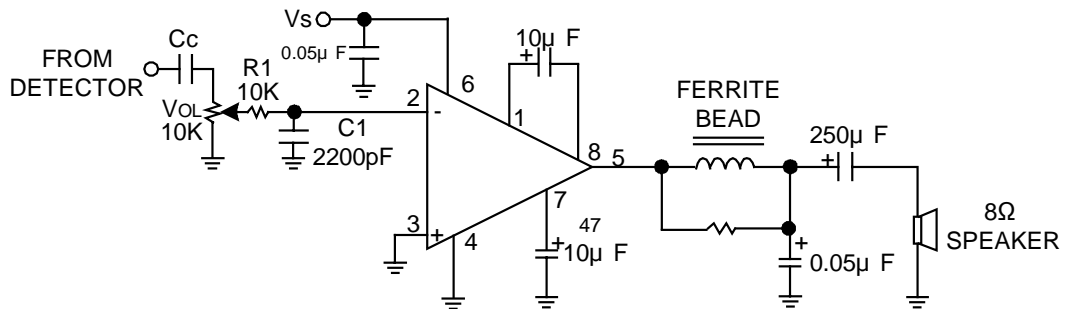 FROM
DETECTOR
Cc
VOL
10K
R1
10K
Vs
0.05µ F
C1
2200pF
2
-
3
+
4
6
1
10µ F
+
8
5
7
47
+
10µ F
FERRITE
BEAD
250µ F
+
+
0.05µ F
8Ω
SPEAKER